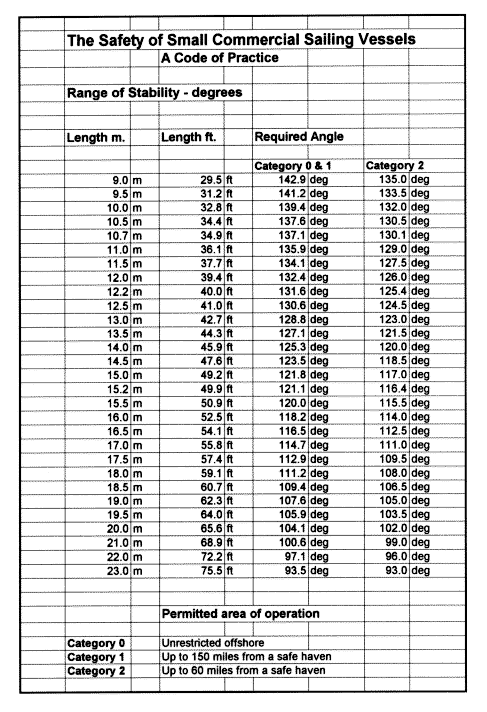 The Safety of Small Commercial Sailing Vessels
A Code of Practice
Range of Stability - degrees
Length m. Length ft. Required Angle
Category 0 & 1 Category 2
9.0 m 29.5 ft 142.9 deg 135.0 deg
9.5 m 31.2 ft 141.2 deg 133.5 deg
10.0 m 32.8 ft 139.4 deg 132.0 deg
10.5 m 34.4 ft 137.6 deg 130.5 deg
10.7 m 34.9 ft 137.1 deg 130.1 deg
11.0 m 36.1 ft 135.9 deg 129.0 deg
11.5 m 37.7 ft 134.1 deg 127.5 deg
12.0 m 39.4 ft 132.4 deg 126.0 deg
12.2 m 40.0 ft 131.6 deg 125.4 deg
12.5 m 41.0 ft 130.6 deg 124.5 deg
13.0 m 42.7 ft 128.8 deg 123.0 deg
13.5 m 44.3 ft 127.1 deg 121.5 deg
14.0 m 45.9 ft 125.3 deg 120.0 deg
14.5 m 47.6 ft 123.5 deg 118.5 deg
15.0 m 49.2 ft 121.8 deg 117.0 deg
15.2 m 49.9 ft 121.1 deg 116.4 deg
15.5 m 50.9 ft 120.0 deg 115.5 deg
16.0 m 52.5 ft 118.2 deg 114.0 deg
16.5 m 54.1 ft 116.5 deg 112.5 deg
17.0 m 55.8 ft 114.7 deg 111.0 deg
17.5 m 57.4 ft 112.9 deg 109.5 deg
18.0 m 59.1 ft 111.2 deg 108.0 deg
18.5 m 60.7 ft 109.4 deg 106.5 deg
19.0 m 62.3 ft 107.6 deg 105.0 deg
19.5 m 64.0 ft 105.9 deg 103.5 deg
20.0 m 65.6 ft 104.1 deg 102.0 deg
21.0 m 68.9 ft 100.6 deg 99.0 deg
22.0 m 72.2 ft 97.1 deg 96.0 deg
23.0 m 75.5 ft 93.5 deg 93.0 deg
Permitted area of operation
Category 0 Unrestricted offshore
Category 1 Up to 150 miles from a safe haven
Category 2 Up to 60 miles from a safe haven